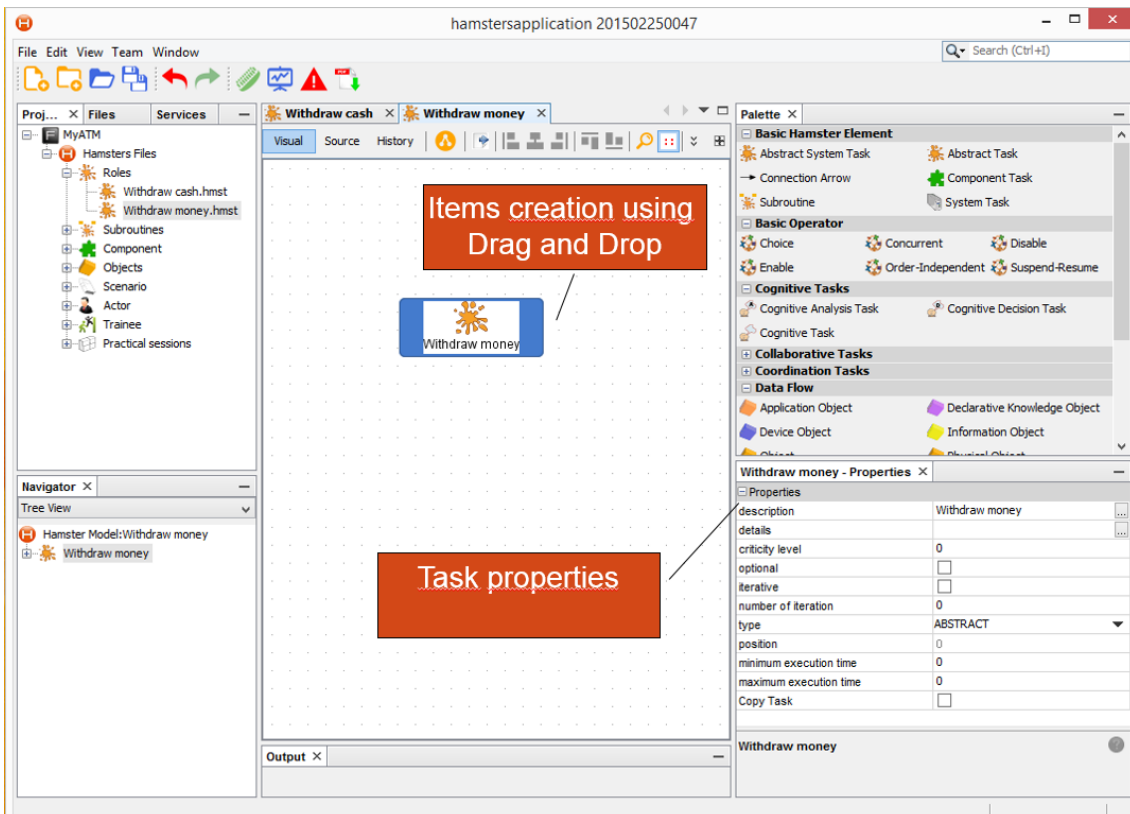 hamstersapplication 201502250047
File Edit View Team Window
Search (Ctrl+I)
Proj... × Files Services
MyATM
Hamsters Files
Roles
Withdraw cash.hmst
Withdraw money.hmst
Subroutines
Component
Objects
Scenario
Actor
Trainee
Practical sessions
Navigator ×
Tree View
Hamster Model:Withdraw money
Withdraw money
Withdraw cash × Withdraw money ×
Visual Source History
Items creation using
Drag and Drop
Withdraw money
Task properties
Output ×
Palette ×
Basic Hamster Element
Abstract System Task Abstract Task
Connection Arrow Component Task
Subroutine System Task
Basic Operator
Choice Concurrent Disable
Enable Order-Independent Suspend-Resume
Cognitive Tasks
Cognitive Analysis Task Cognitive Decision Task
Cognitive Task
Collaborative Tasks
Coordination Tasks
Data Flow
Application Object Declarative Knowledge Object
Device Object Information Object
Object Physical Object
Withdraw money - Properties ×
Properties
description Withdraw money ...
details ...
criticity level 0
optional
iterative
number of iteration 0
type ABSTRACT
position 0
minimum execution time 0
maximum execution time 0
Copy Task
Withdraw money